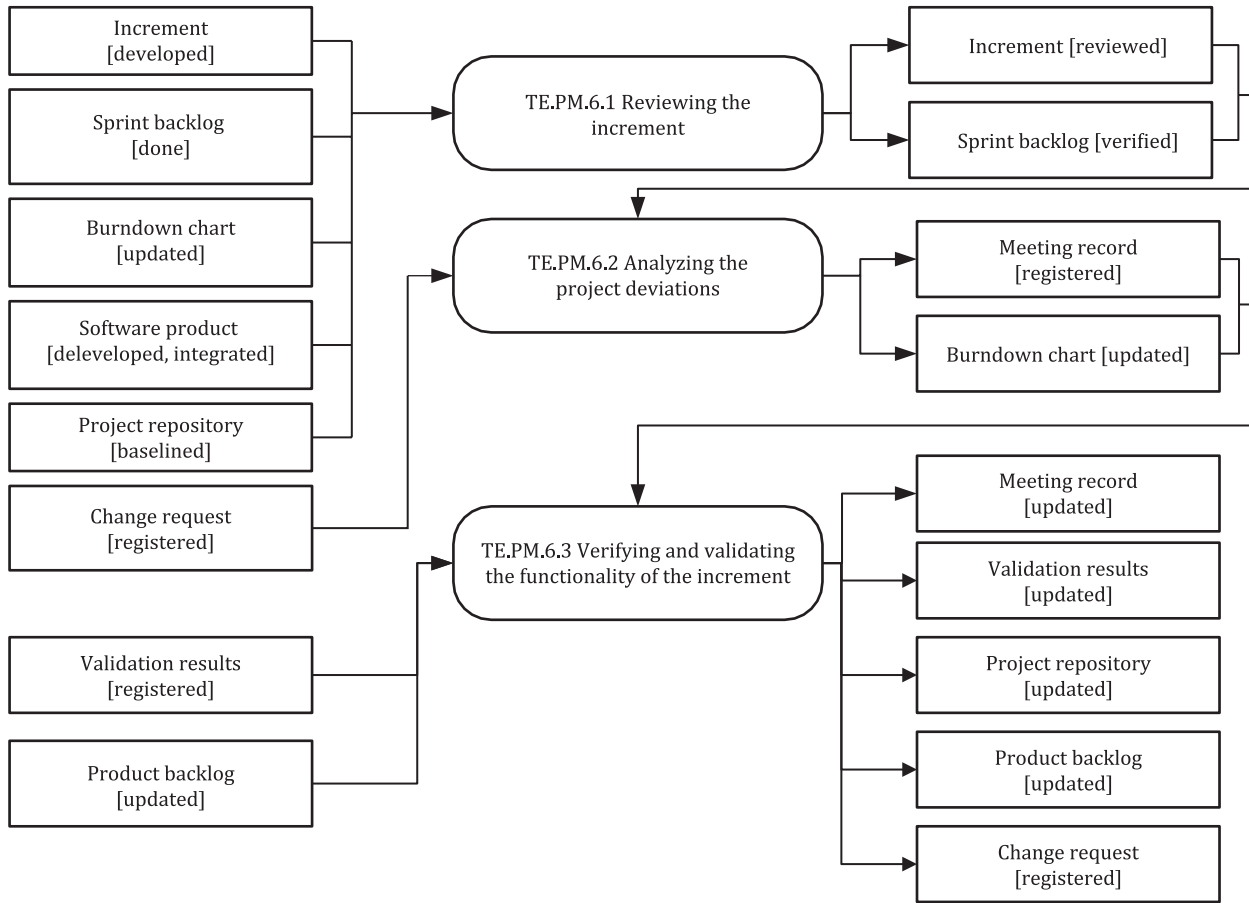 Increment
[developed]
Sprint backlog
[done]
Burndown chart
[updated]
Software product
[deleveloped, integrated]
Project repository
[baselined]
Change request
[registered]
Validation results
[registered]
Product backlog
[updated]
TE.PM.6.1 Reviewing the
increment
TE.PM.6.2 Analyzing the
project deviations
TE.PM.6.3 Verifying and validating
the functionality of the increment
Increment [reviewed]
Sprint backlog [verified]
Meeting record
[registered]
Burndown chart [updated]
Meeting record
[updated]
Validation results
[updated]
Project repository
[updated]
Product backlog
[updated]
Change request
[registered]